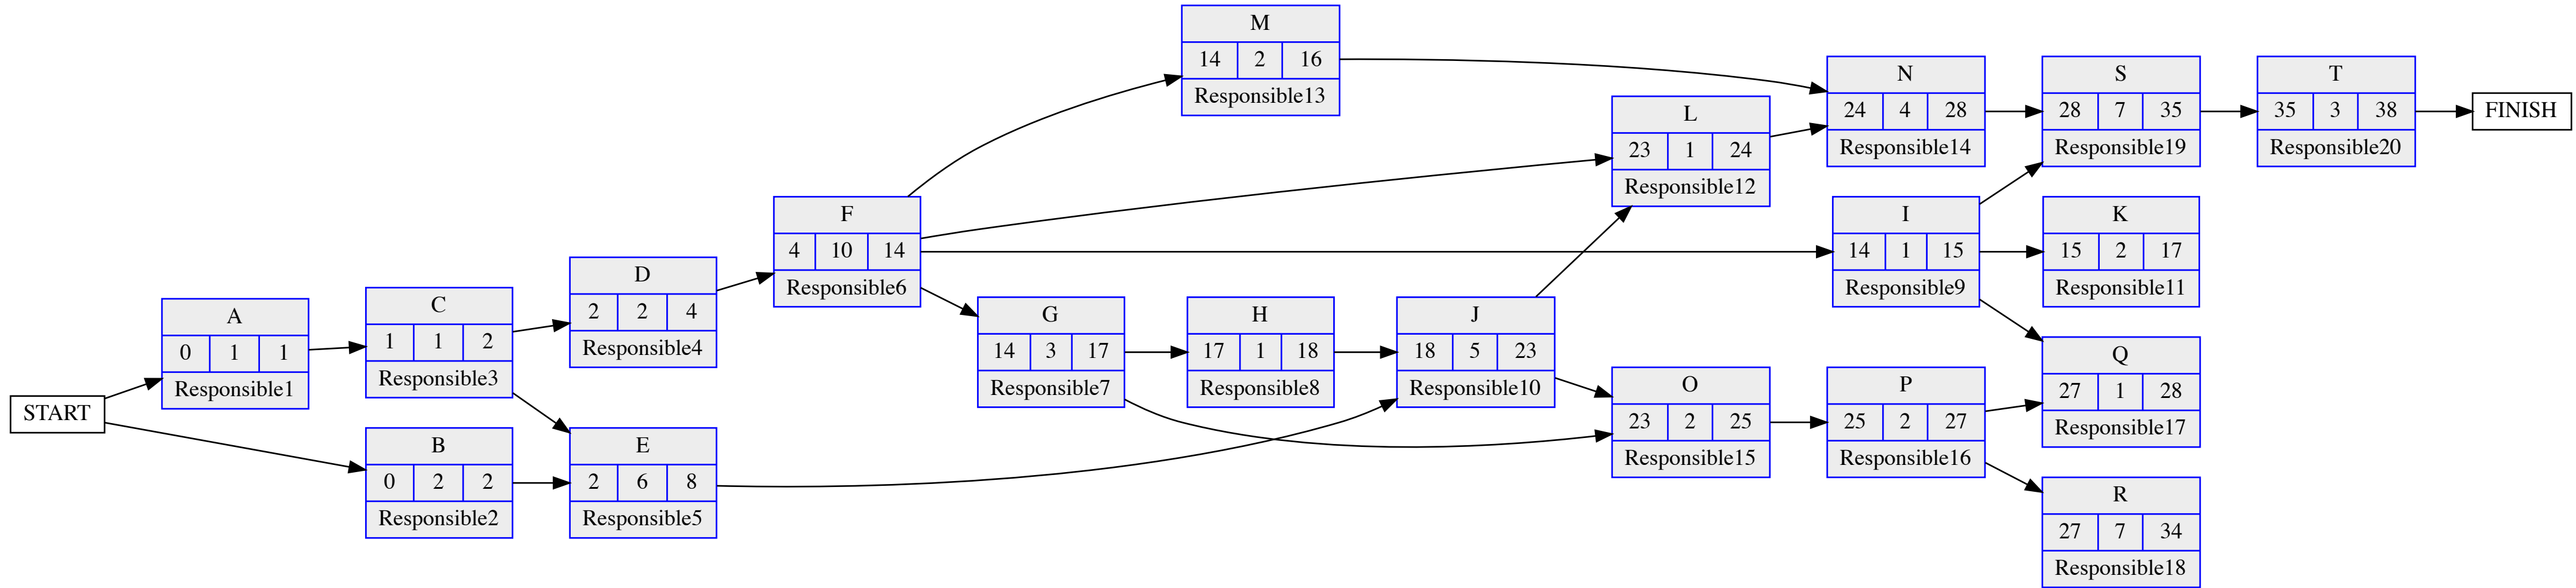 START
A
0 1 1
Responsible1
B
0 2 2
Responsible2
C
1 1 2
Responsible3
D
2 2 4
Responsible4
E
2 6 8
Responsible5
F
4 10 14
Responsible6
G
14 3 17
Responsible7
M
14 2 16
Responsible13
H
17 1 18
Responsible8
J
18 5 23
Responsible10
L
23 1 24
Responsible12
O
23 2 25
Responsible15
N
24 4 28
Responsible14
I
14 1 15
Responsible9
P
25 2 27
Responsible16
S
28 7 35
Responsible19
K
15 2 17
Responsible11
Q
27 1 28
Responsible17
R
27 7 34
Responsible18
T
35 3 38
Responsible20
FINISH